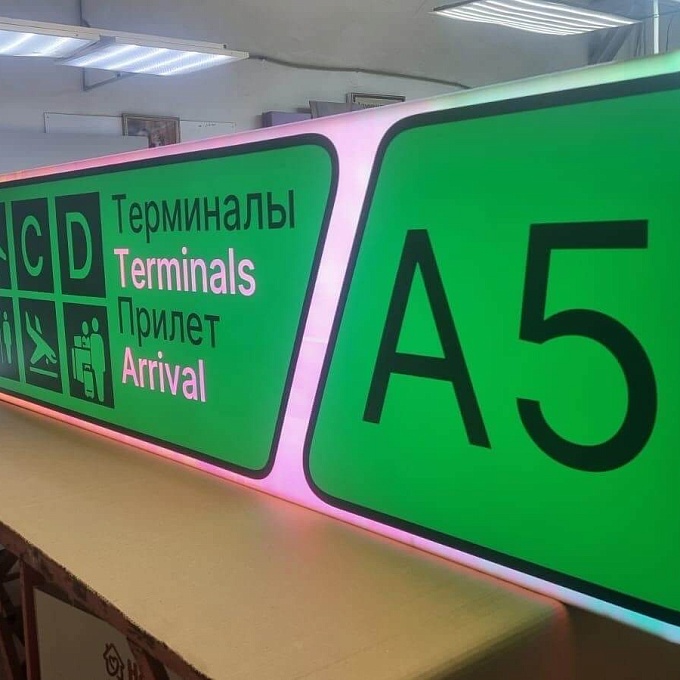 C D
Терминалы
Terminals
Прилет
Arrival
A5